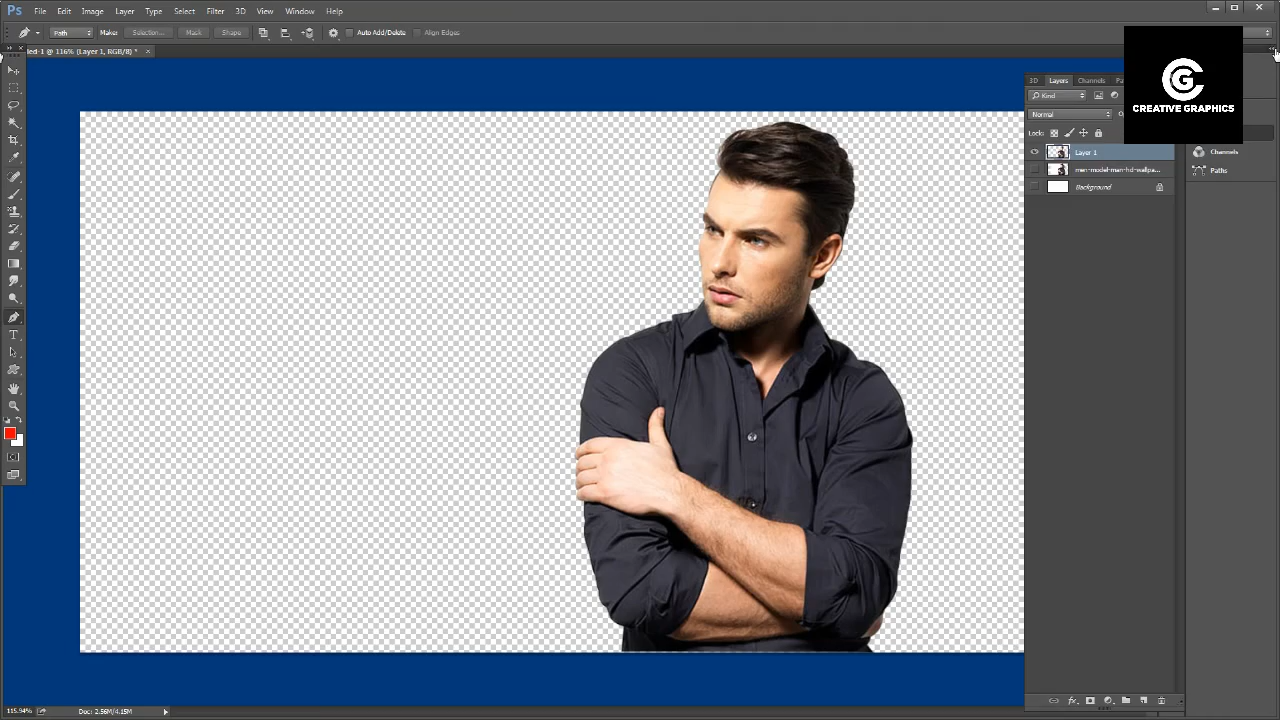 Ps File Edit Image Layer Type Select Filter 3D View Window Help
Path Make: Selection... Mask Shape Auto Add/Delete Align Edges
led-1 @ 116% (Layer 1, RGB/8) *
CREATIVE GRAPHICS
3D Layers Channels Pa
Kind
Normal
Lock:
Layer 1
men-model-man-hd-wallpa...
Background
Channels
Paths
115.94% Doc: 2.56M/4.15M